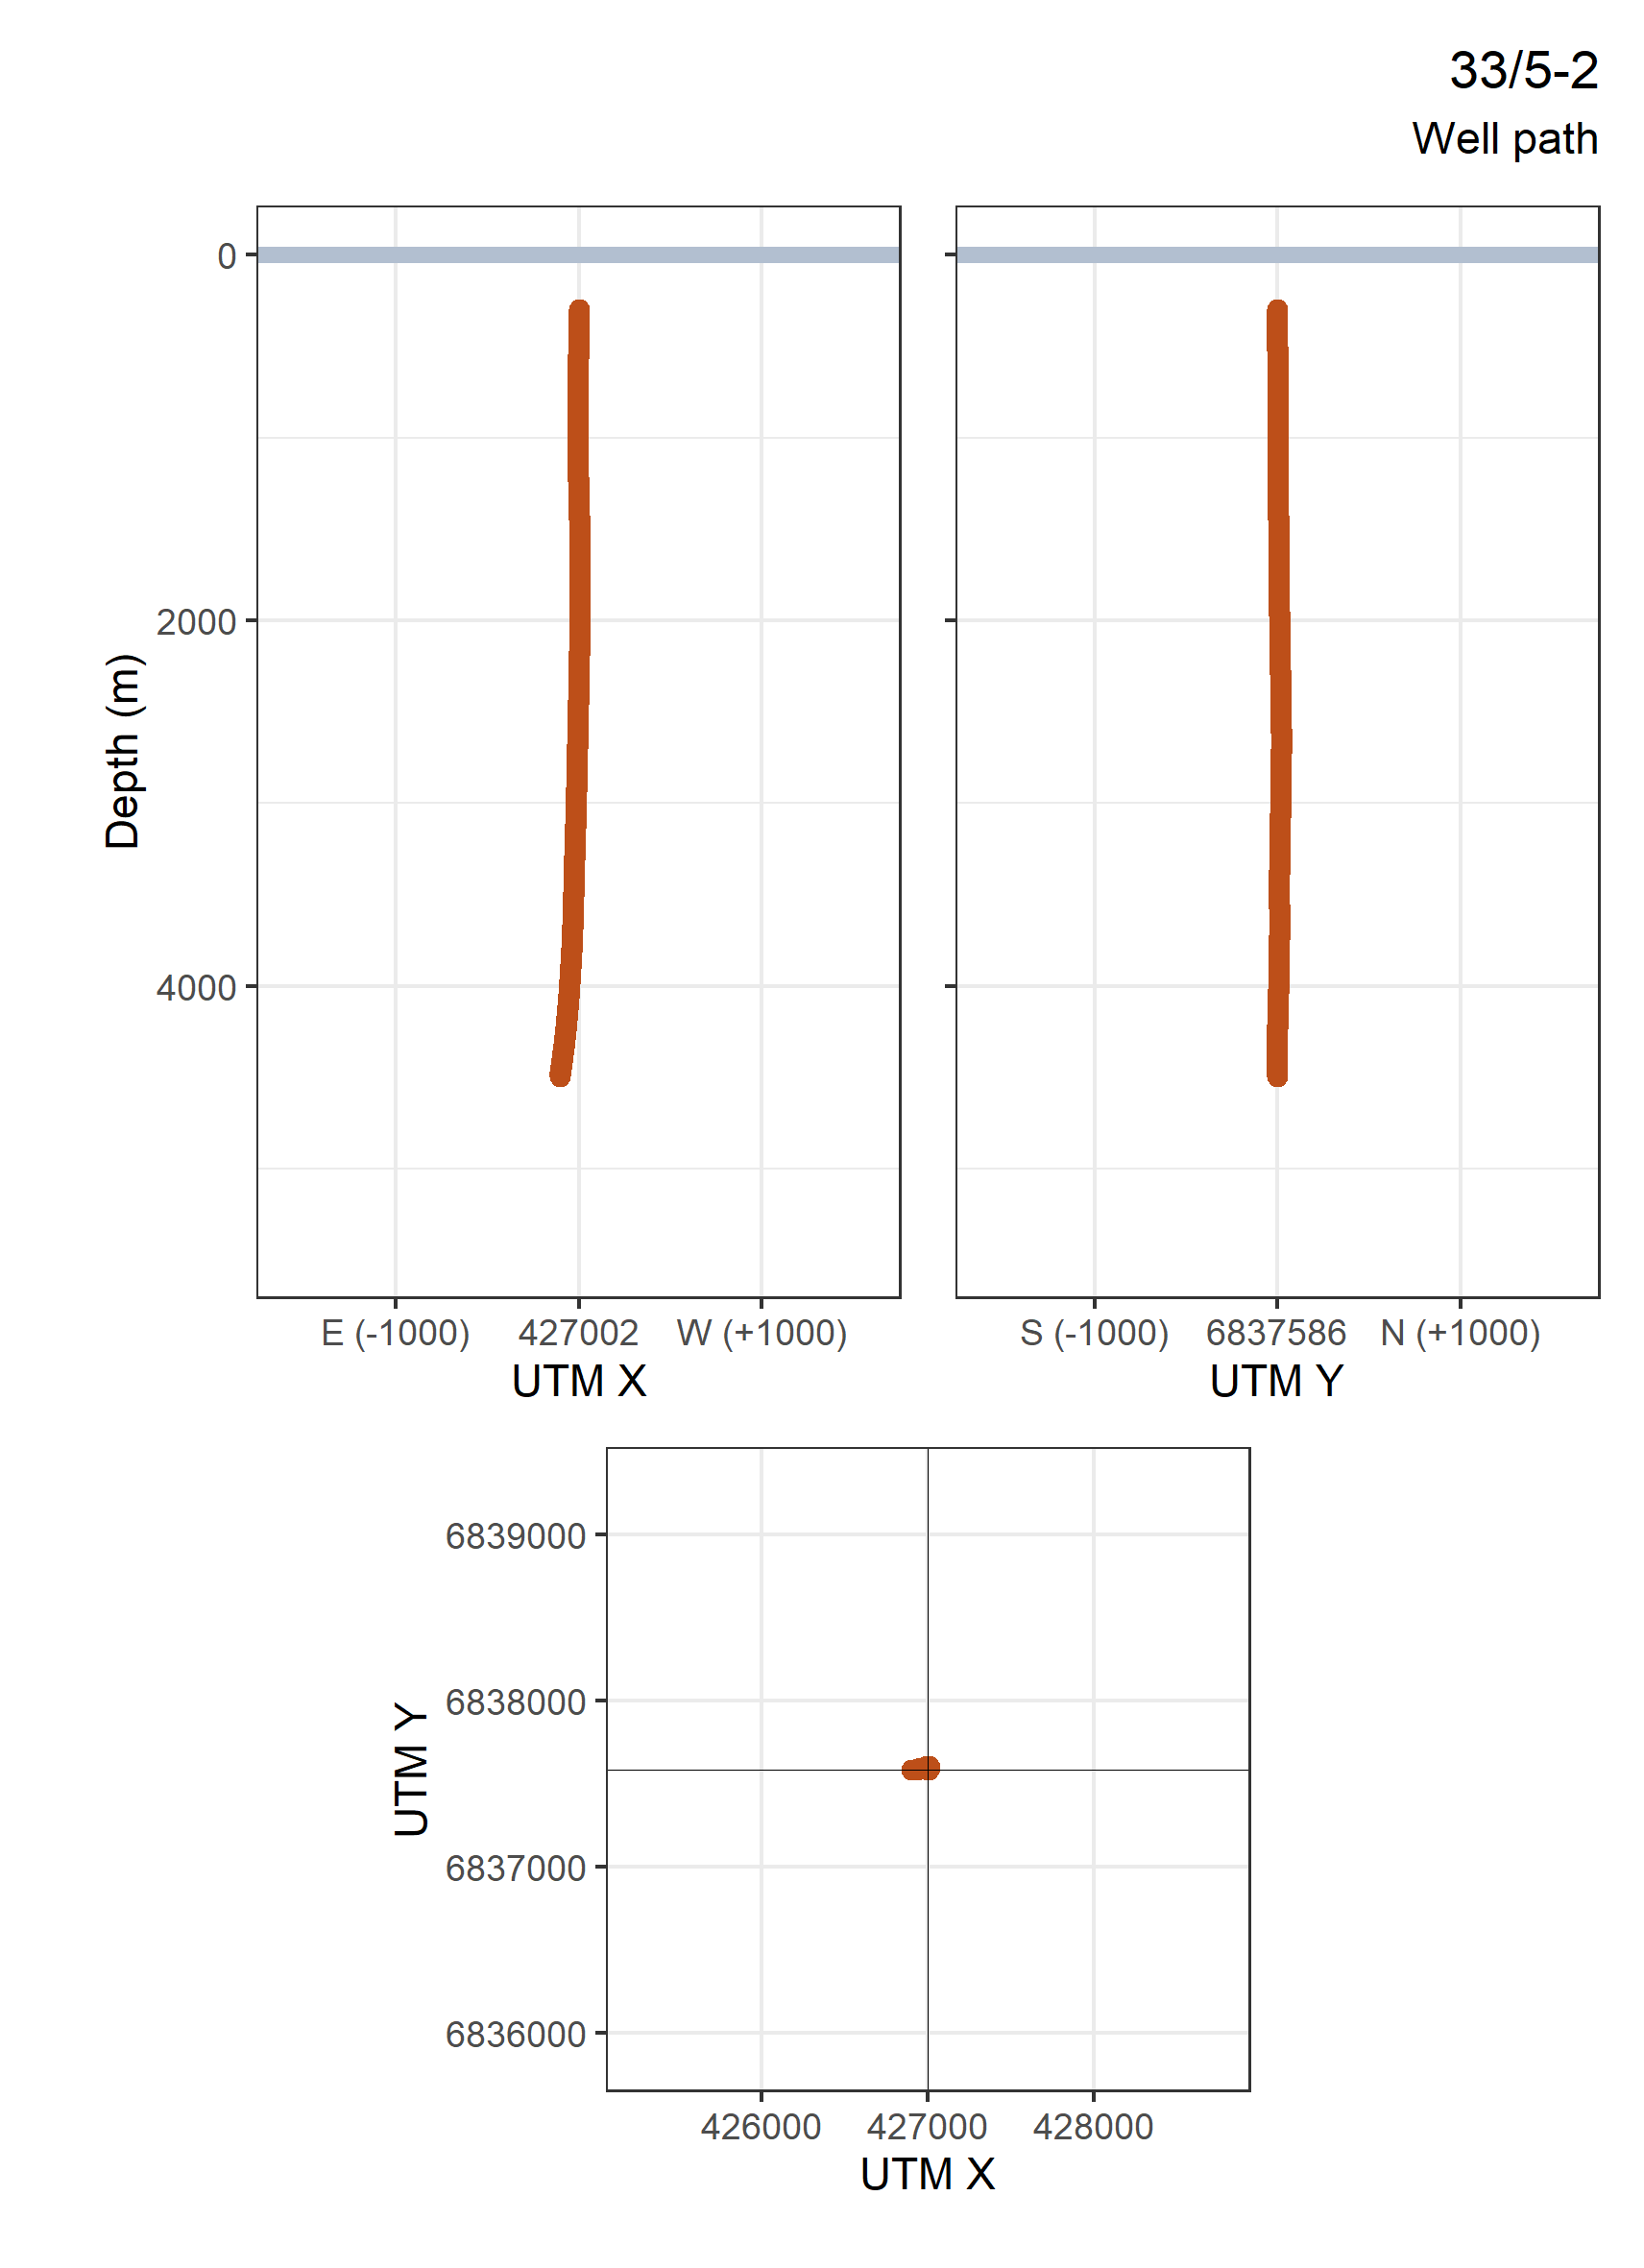 33/5-2
Well path
0
2000
4000
Depth (m)
E (-1000) 427002 W (+1000)
UTM X
S (-1000) 6837586 N (+1000)
UTM Y
6839000
6838000
6837000
6836000
UTM Y
426000 427000 428000
UTM X